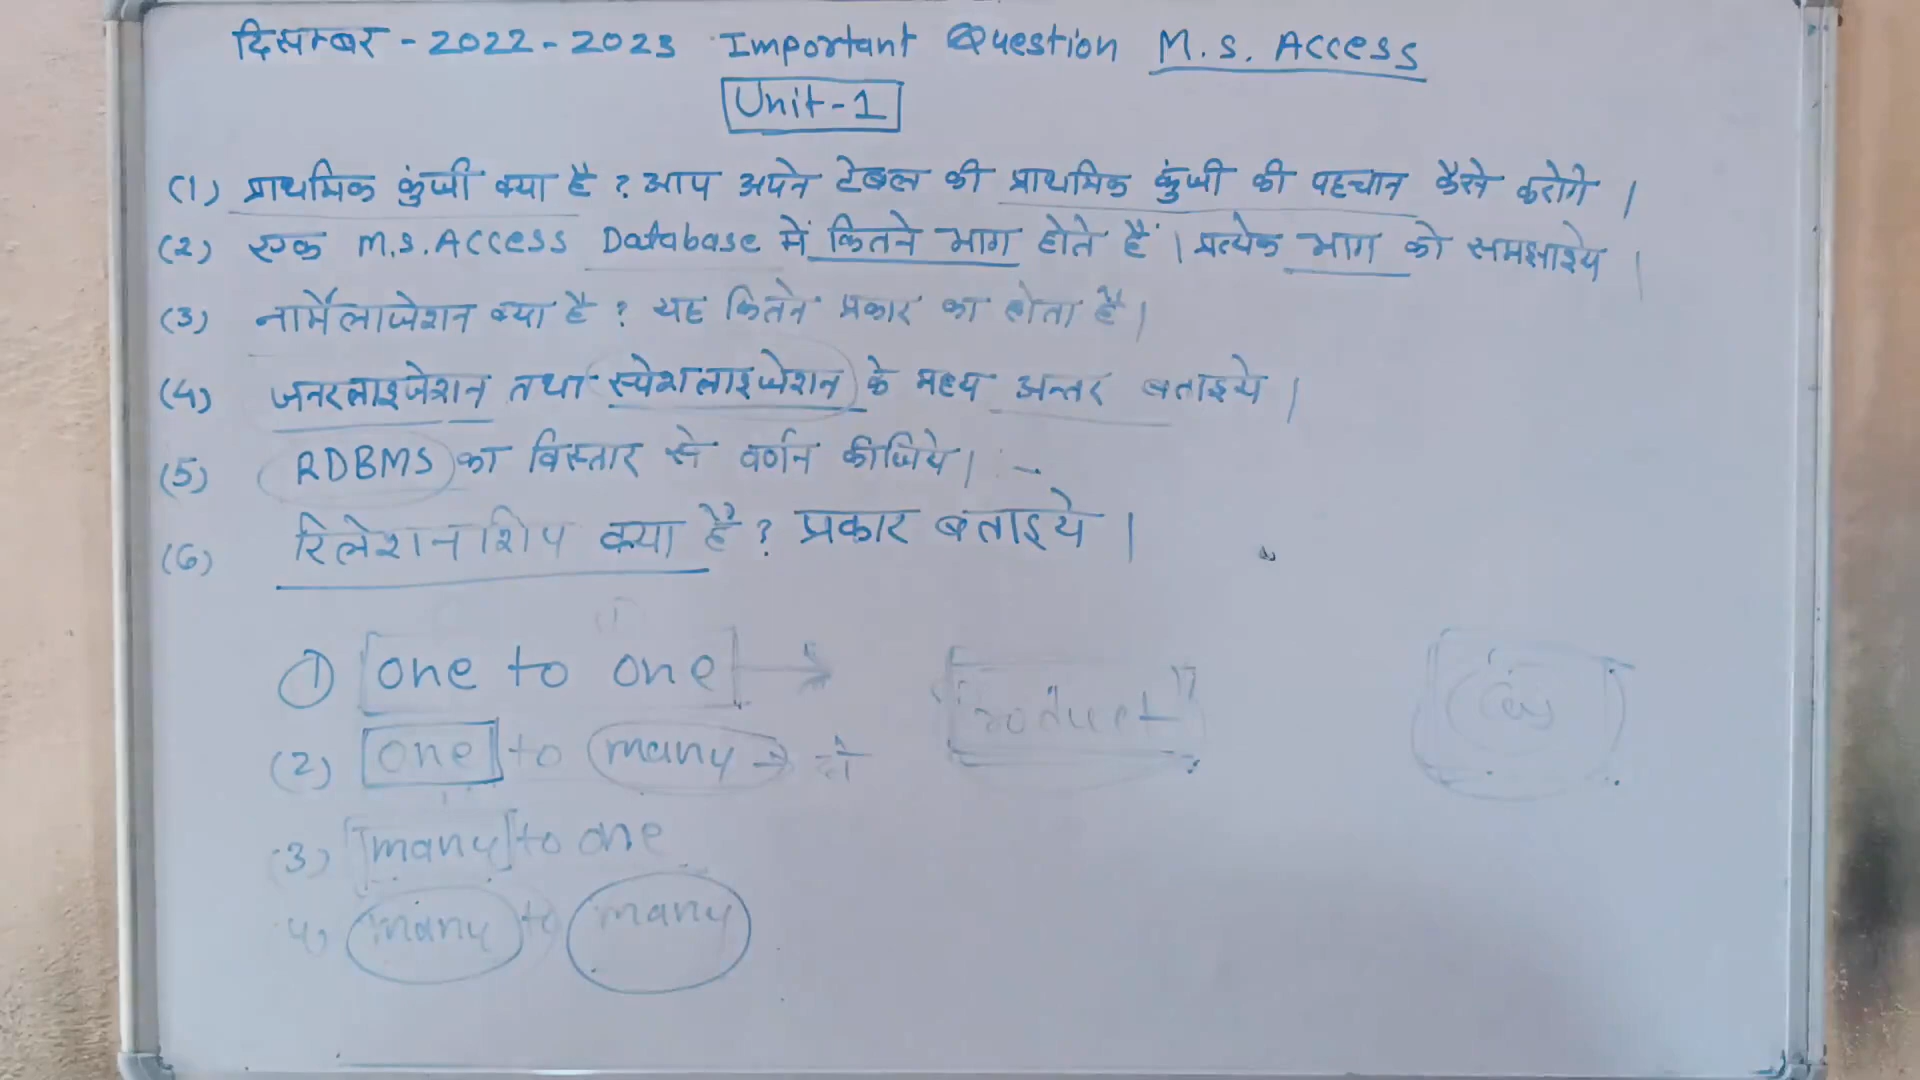 दिसम्बर - 2022 - 2023 Important Question M.S. Access
Unit-1
(1) प्राथमिक कुंजी क्या है ? आप अपने टेबल की प्राथमिक कुंजी की पहचान कैसे करोगे |
(2) एक M.S. Access Database में कितने भाग होते हैं | प्रत्येक भाग को समझाइये |
(3) नार्मेलाजेशन क्या है ? यह कितने प्रकार का होता है |
(4) जनरलाइजेशन तथा स्पेशलाइजेशन के मध्य अन्तर बताइये |
(5) RDBMS का विस्तार से वर्णन कीजिये |
(6) रिलेशनशिप क्या है ? प्रकार बताइये |
① one to one →
(2) one to many →
(3) many to one
4) many to many